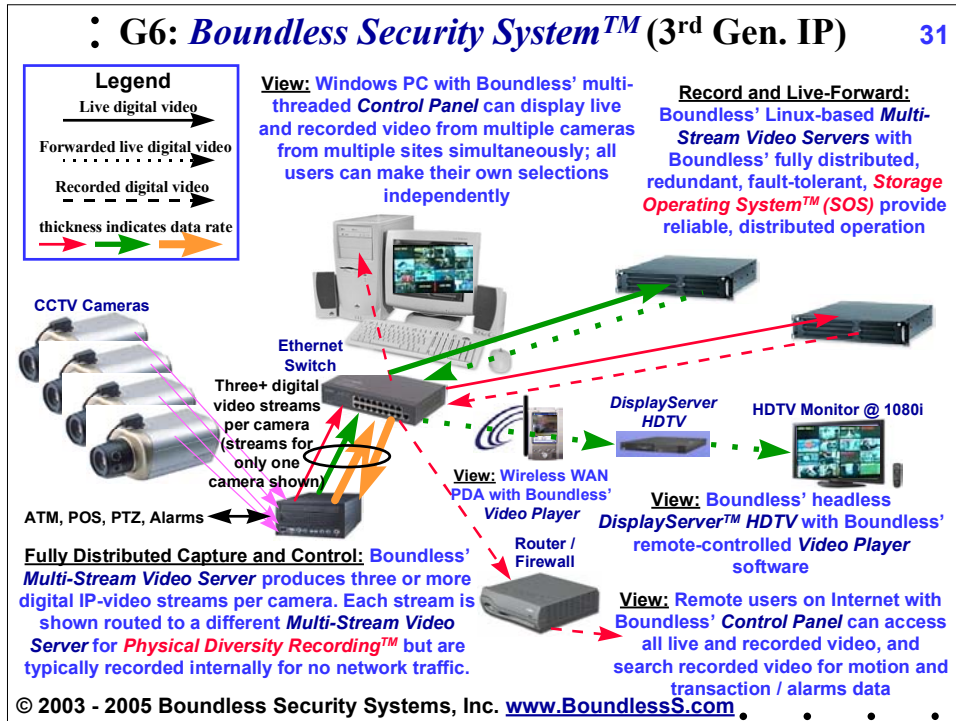 G6: Boundless Security System™ (3rd Gen. IP)
31
Legend
Live digital video
Forwarded live digital video
Recorded digital video
thickness indicates data rate
View: Windows PC with Boundless' multi-
threaded Control Panel can display live
and recorded video from multiple cameras
from multiple sites simultaneously; all
users can make their own selections
independently
Record and Live-Forward:
Boundless' Linux-based Multi-
Stream Video Servers with
Boundless' fully distributed,
redundant, fault-tolerant, Storage
Operating System™ (SOS) provide
reliable, distributed operation
CCTV Cameras
Ethernet
Switch
Three+ digital
video streams
per camera
(streams for
only one
camera shown)
DisplayServer
HDTV
HDTV Monitor @ 1080i
View: Wireless WAN
PDA with Boundless'
Video Player
View: Boundless' headless
DisplayServer™ HDTV with Boundless'
remote-controlled Video Player
software
ATM, POS, PTZ, Alarms
Fully Distributed Capture and Control: Boundless'
Multi-Stream Video Server produces three or more
digital IP-video streams per camera. Each stream is
shown routed to a different Multi-Stream Video
Server for Physical Diversity Recording™ but are
typically recorded internally for no network traffic.
Router /
Firewall
View: Remote users on Internet with
Boundless' Control Panel can access
all live and recorded video, and
search recorded video for motion and
transaction / alarms data
© 2003 - 2005 Boundless Security Systems, Inc. www.BoundlessS.com